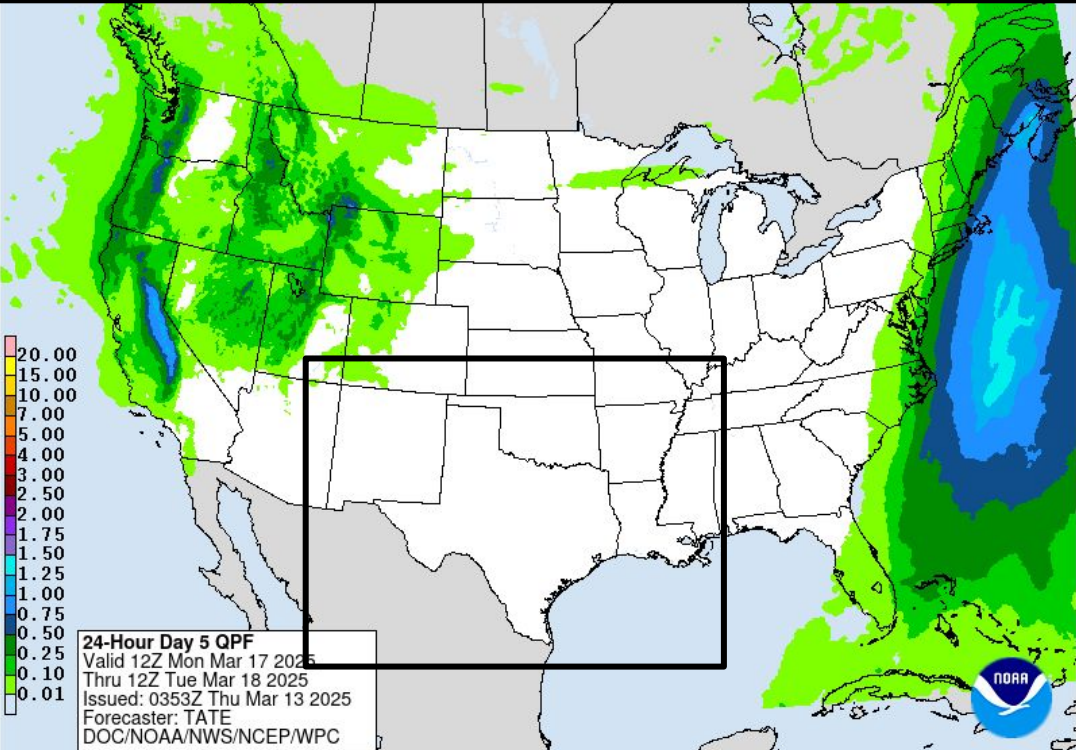 20.00
15.00
10.00
7.00
5.00
4.00
3.00
2.50
2.00
1.75
1.50
1.25
1.00
0.75
0.50
0.25
0.10
0.01
24-Hour Day 5 QPF
Valid 12Z Mon Mar 17 2025
Thru 12Z Tue Mar 18 2025
Issued: 0353Z Thu Mar 13 2025
Forecaster: TATE
DOC/NOAA/NWS/NCEP/WPC
NOAA